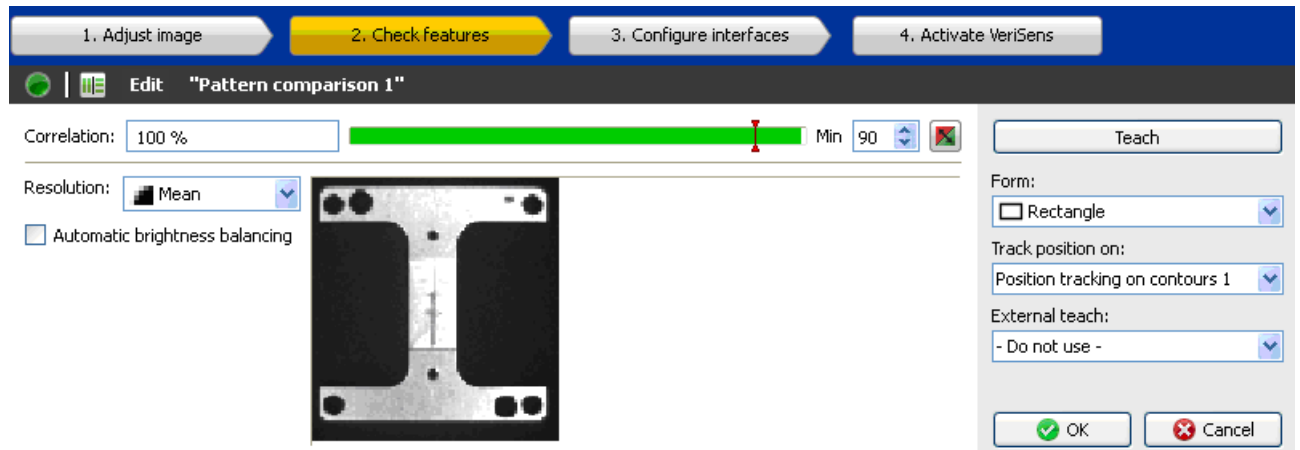 1. Adjust image
2. Check features
3. Configure interfaces
4. Activate VeriSens
Edit "Pattern comparison 1"
Correlation: 100 % Min 90
Teach
Resolution: Mean
Form:
Rectangle
Automatic brightness balancing
Track position on:
Position tracking on contours 1
External teach:
- Do not use -
OK Cancel